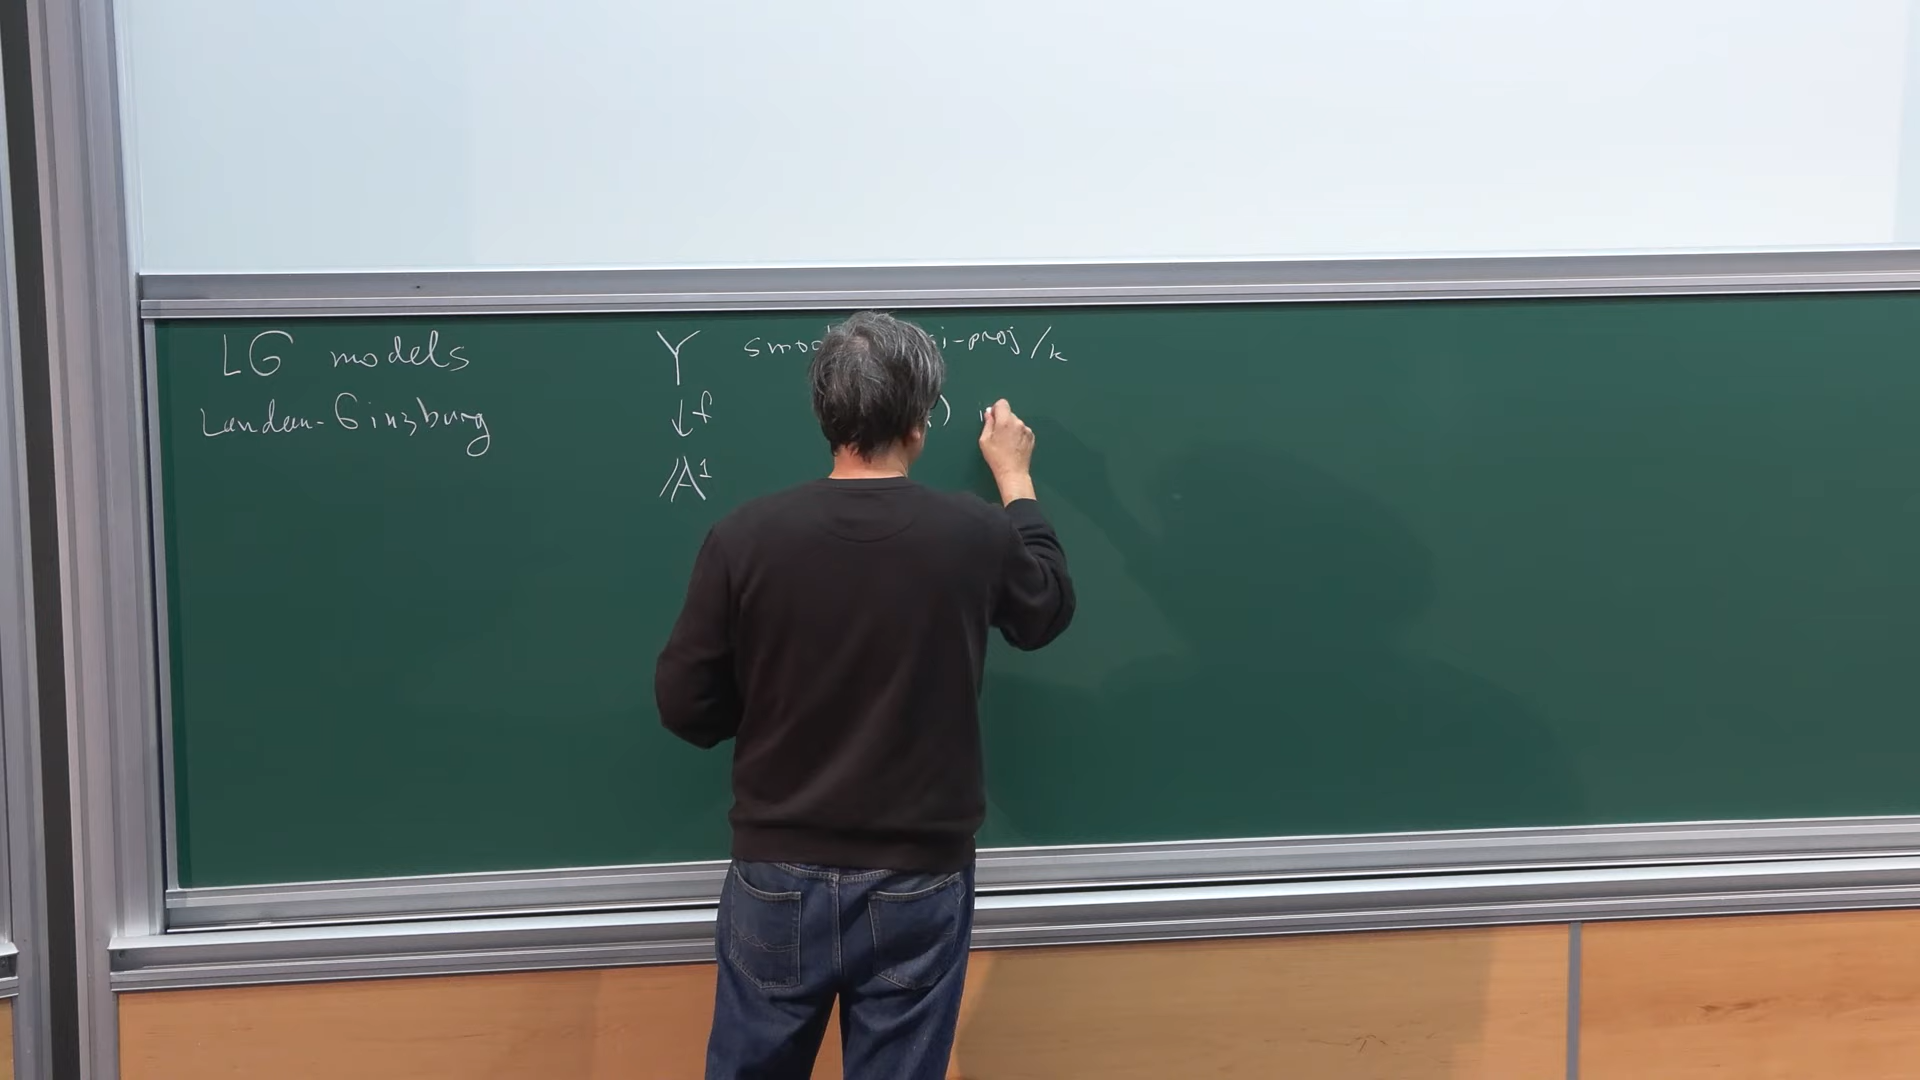 LG models
Landau-Ginzburg
Y
↓ f
𝔸¹
i-proj /k
)